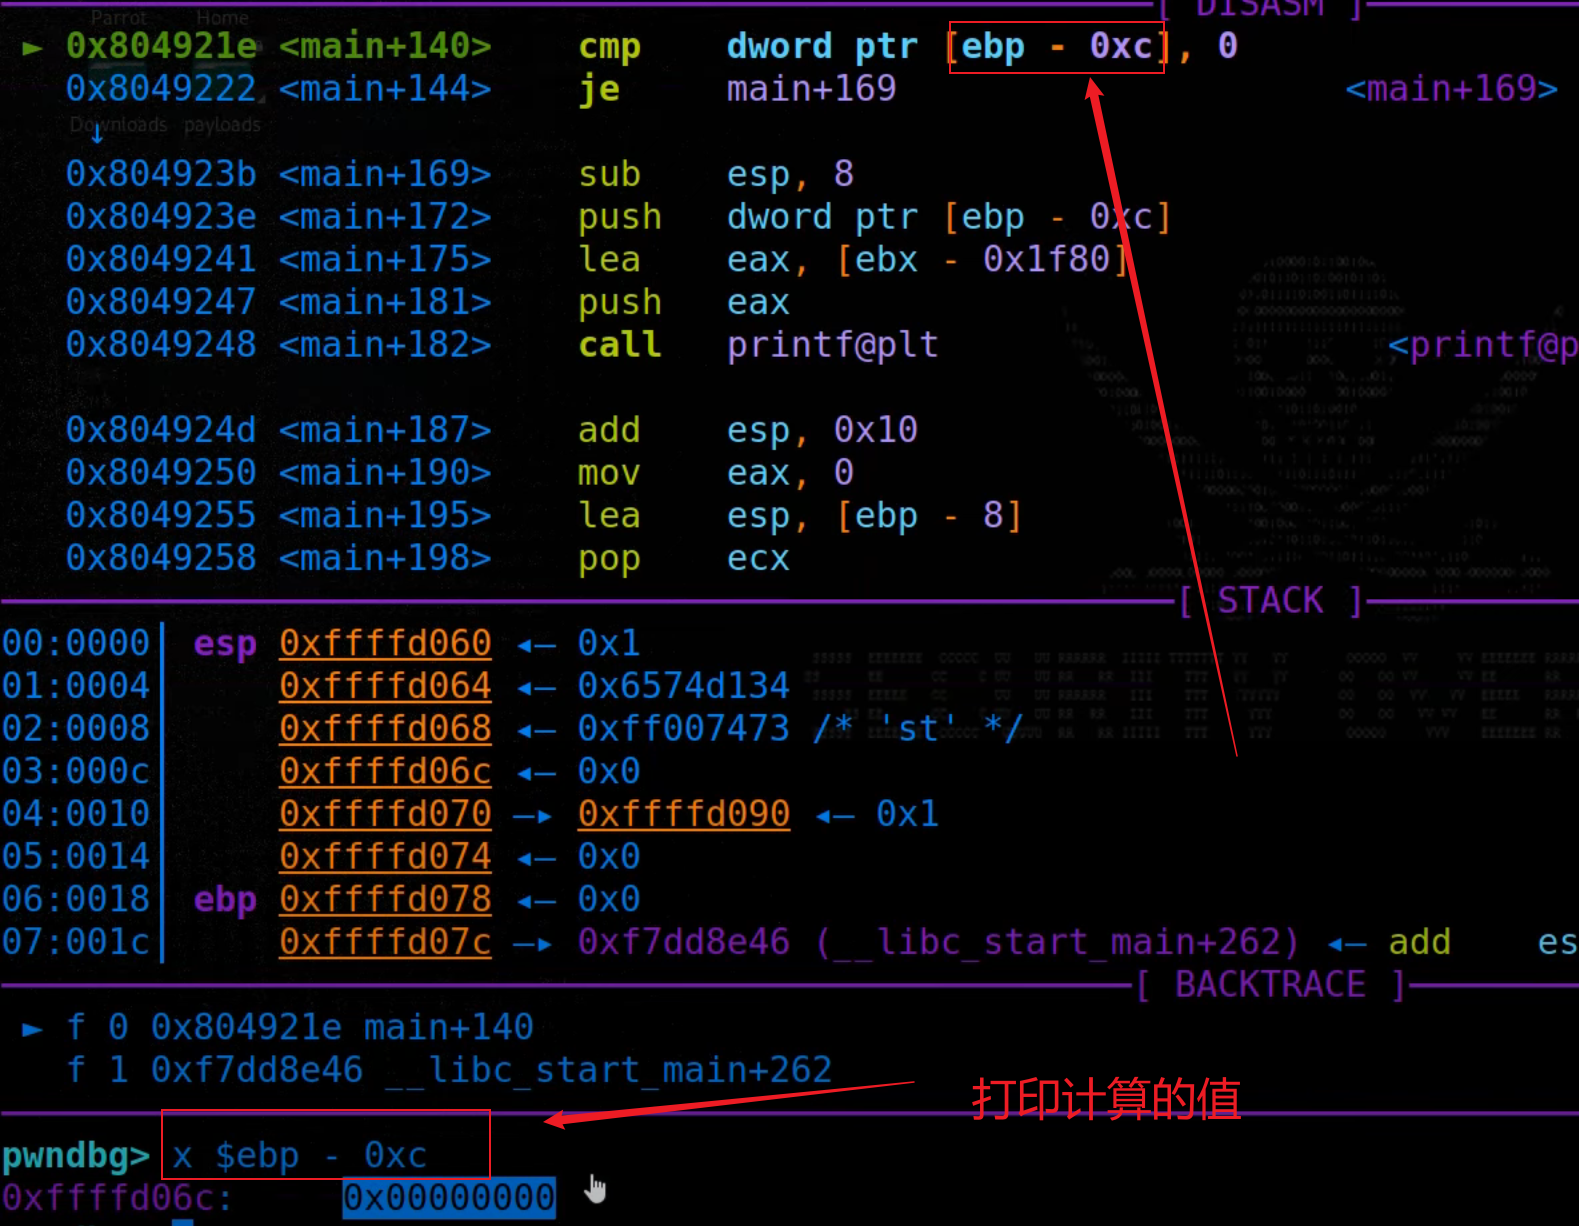 [ DISASM ]
Parrot Home
► 0x804921e <main+140> cmp dword ptr [ebp - 0xc], 0
0x8049222 <main+144> je main+169 <main+169>
Downloads payloads
↓
0x804923b <main+169> sub esp, 8
0x804923e <main+172> push dword ptr [ebp - 0xc]
0x8049241 <main+175> lea eax, [ebx - 0x1f80]
0x8049247 <main+181> push eax
0x8049248 <main+182> call printf@plt <printf@p
0x804924d <main+187> add esp, 0x10
0x8049250 <main+190> mov eax, 0
0x8049255 <main+195> lea esp, [ebp - 8]
0x8049258 <main+198> pop ecx
[ STACK ]
00:0000│ esp 0xffffd060 ◂— 0x1
01:0004│ 0xffffd064 ◂— 0x6574d134
02:0008│ 0xffffd068 ◂— 0xff007473 /* 'st' */
03:000c│ 0xffffd06c ◂— 0x0
04:0010│ 0xffffd070 —▸ 0xffffd090 ◂— 0x1
05:0014│ 0xffffd074 ◂— 0x0
06:0018│ ebp 0xffffd078 ◂— 0x0
07:001c│ 0xffffd07c —▸ 0xf7dd8e46 (__libc_start_main+262) ◂— add es
[ BACKTRACE ]
► f 0 0x804921e main+140
f 1 0xf7dd8e46 __libc_start_main+262
打印计算的值
pwndbg> x $ebp - 0xc
0xffffd06c: 0x00000000